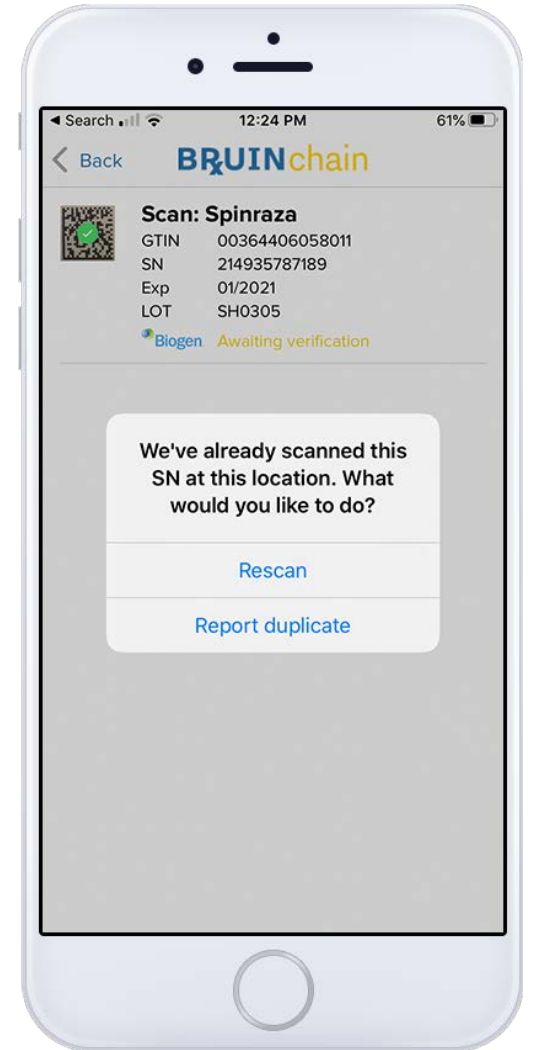 Search
12:24 PM
61%
Back
BRUINchain
Scan: Spinraza
GTIN 00364406058011
SN 214935787189
Exp 01/2021
LOT SH0305
Biogen Awaiting verification
We've already scanned this
SN at this location. What
would you like to do?
Rescan
Report duplicate